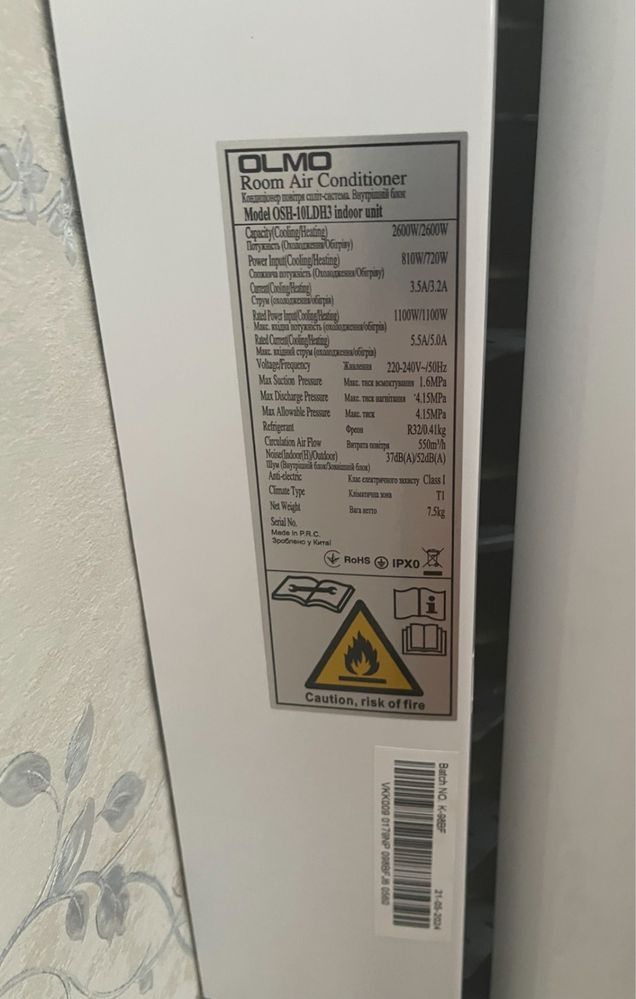 OLMO
Room Air Conditioner
Кондиціонер повітря спліт-система. Внутрішній блок
Model OSH-10LDH3 indoor unit
Capacity(Cooling/Heating) 2600W/2600W
Потужність (Охолодження/Обігріву)
Power Input(Cooling/Heating) 810W/720W
Споживча потужність (Охолодження/Обігріву)
Current(Cooling/Heating) 3.5A/3.2A
Струм (охолодження/обігрів)
Rated Power Input(Cooling/Heating) 1100W/1100W
Макс. вхідна потужність (охолодження/обігрів)
Rated Current(Cooling/Heating) 5.5A/5.0A
Макс. вхідний струм (охолодження/обігрів)
Voltage/Frequency Живлення 220-240V~/50Hz
Max Suction Pressure Макс. тиск всмоктування 1.6MPa
Max Discharge Pressure Макс. тиск нагнітання 4.15MPa
Max Allowable Pressure Макс. тиск 4.15MPa
Refrigerant Фреон R32/0.41kg
Circulation Air Flow Витрата повітря 550m³/h
Noise(Indoor(H)/Outdoor) 37dB(A)/52dB(A)
Шум (Внутрішній блок/Зовнішній блок)
Anti-electric Клас електричного захисту Class I
Climate Type Кліматична зона T1
Net Weight Вага нетто 7.5kg
Serial No.
Made in P.R.C.
Зроблено у Китаї
RoHS IPX0
Caution, risk of fire
Batch NO. K-98BF 21-05-2024